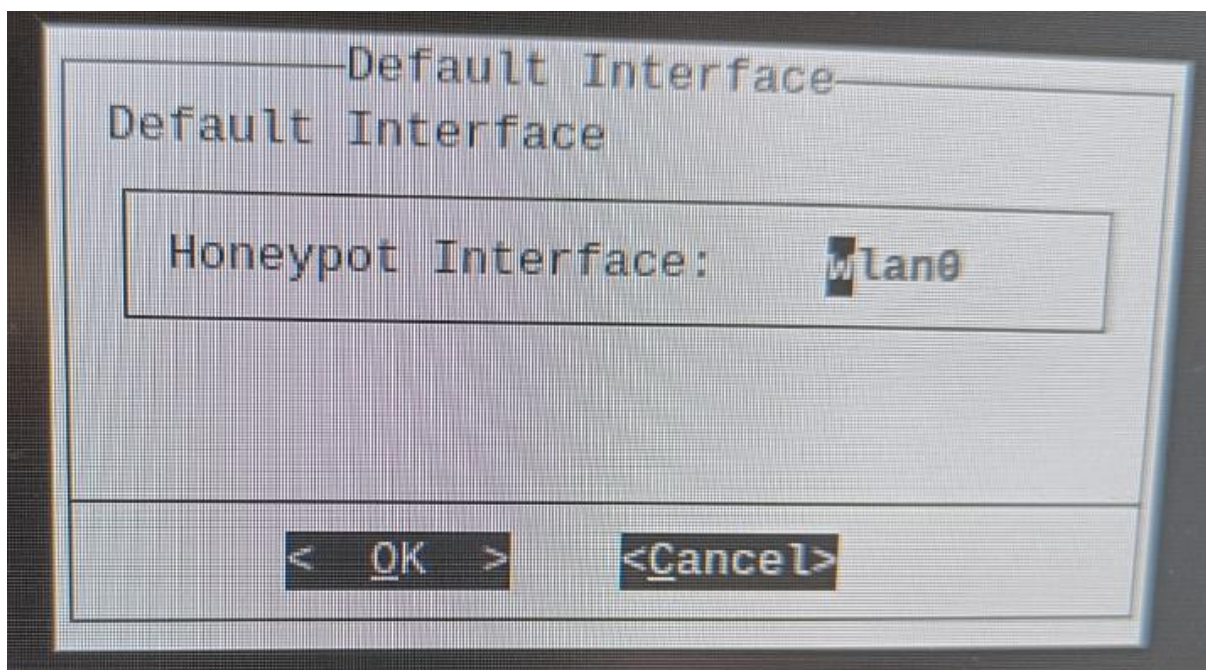 Default Interface
Default Interface
Honeypot Interface: wlan0
< OK > <Cancel>